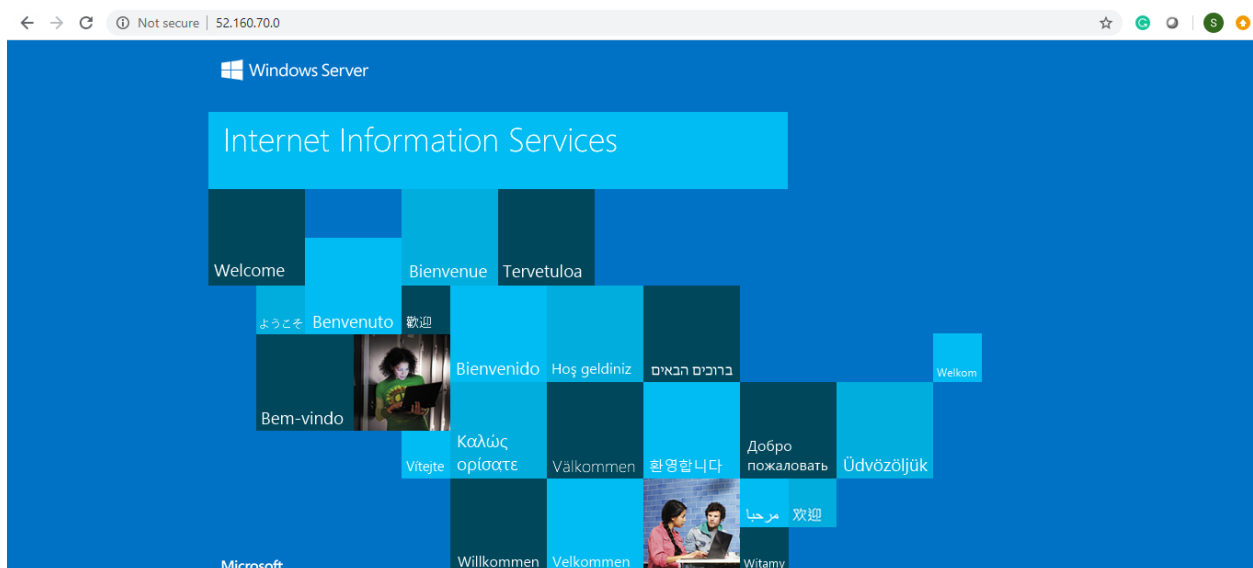 Not secure | 52.160.70.0
S
Windows Server
Internet Information Services
Welcome
Bienvenue
Tervetuloa
ようこそ
Benvenuto
歡迎
Bienvenido
Hoş geldiniz
ברוכים הבאים
Welkom
Bem-vindo
Vítejte
Καλώς
ορίσατε
Välkommen
환영합니다
Добро
пожаловать
Üdvözöljük
مرحبا
欢迎
Microsoft
Willkommen
Velkommen
Witamy